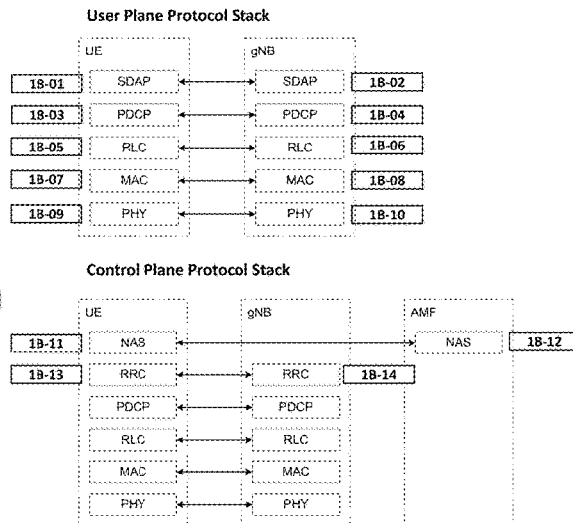 User Plane Protocol Stack
UE gNB
1B-01 SDAP SDAP 1B-02
1B-03 PDCP PDCP 1B-04
1B-05 RLC RLC 1B-06
1B-07 MAC MAC 1B-08
1B-09 PHY PHY 1B-10
Control Plane Protocol Stack
UE gNB AMF
1B-11 NAS NAS 1B-12
1B-13 RRC RRC 1B-14
PDCP PDCP
RLC RLC
MAC MAC
PHY PHY